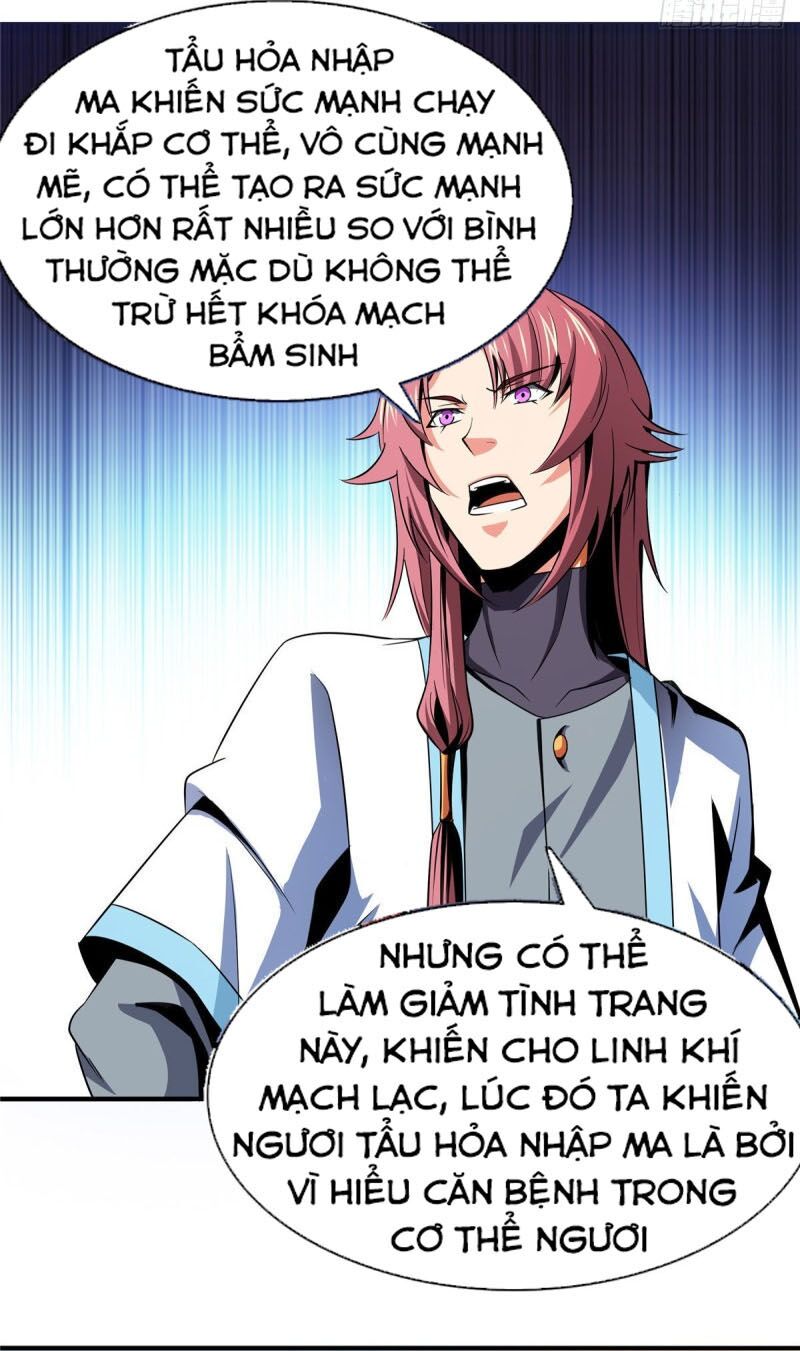 TẨU HỎA NHẬP
MA KHIẾN SỨC MẠNH CHẠY
ĐI KHẮP CƠ THỂ, VÔ CÙNG MẠNH
MẼ, CÓ THỂ TẠO RA SỨC MẠNH
LỚN HƠN RẤT NHIỀU SO VỚI BÌNH
THƯỜNG MẶC DÙ KHÔNG THỂ
TRỪ HẾT KHÓA MẠCH
BẨM SINH
NHƯNG CÓ THỂ
LÀM GIẢM TÌNH TRANG
NÀY, KHIẾN CHO LINH KHÍ
MẠCH LẠC, LÚC ĐÓ TA KHIẾN
NGƯƠI TẨU HỎA NHẬP MA LÀ BỞI
VÌ HIỂU CĂN BỆNH TRONG
CƠ THỂ NGƯƠI